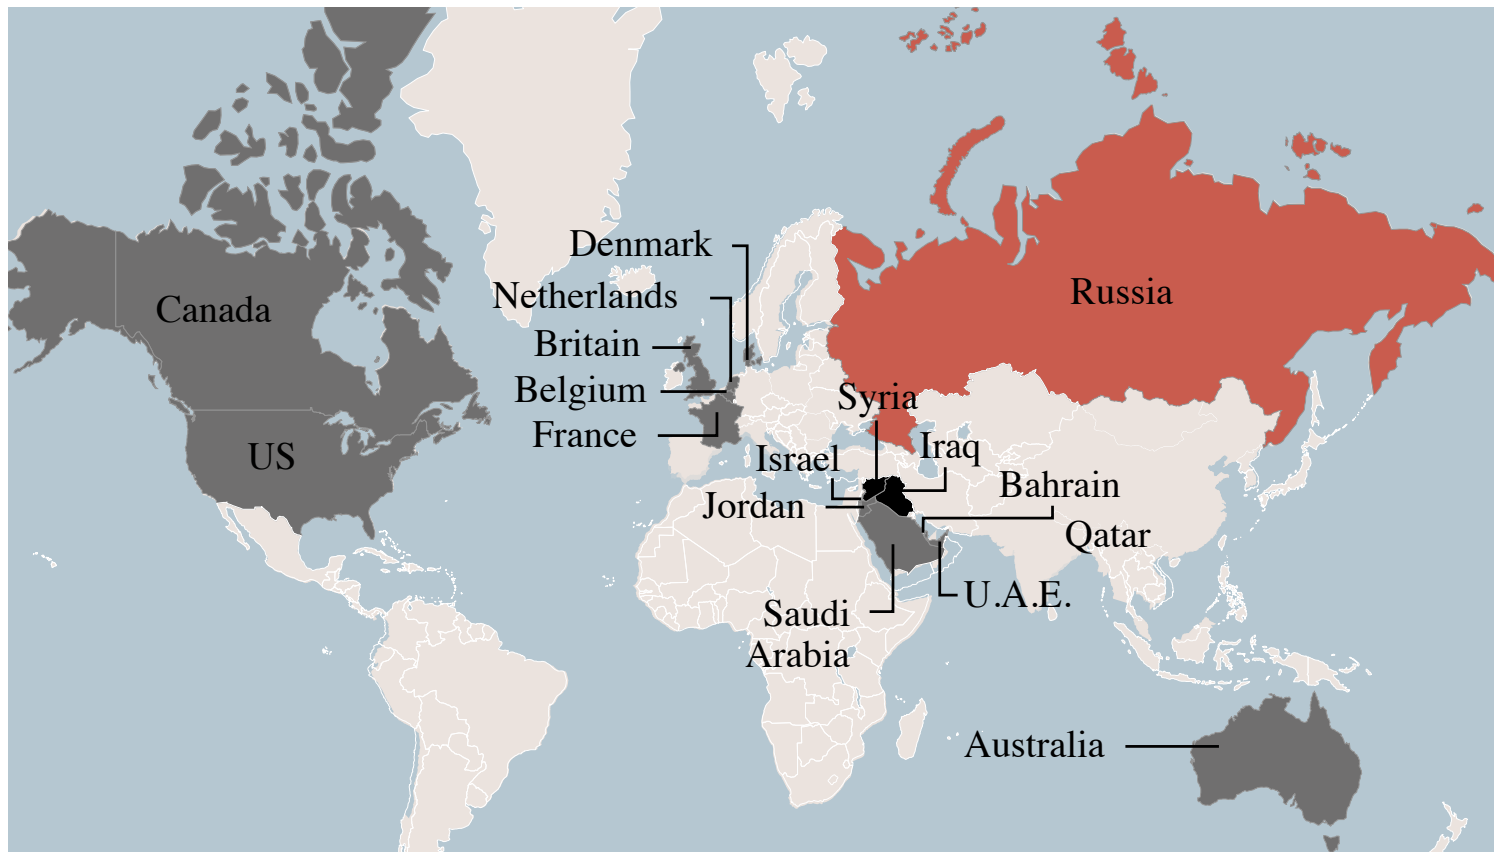 Denmark
Netherlands
Canada
Russia
Britain
Belgium
Syria
France
Iraq
US
Israel
Bahrain
Jordan
Qatar
U.A.E.
Saudi
Arabia
Australia